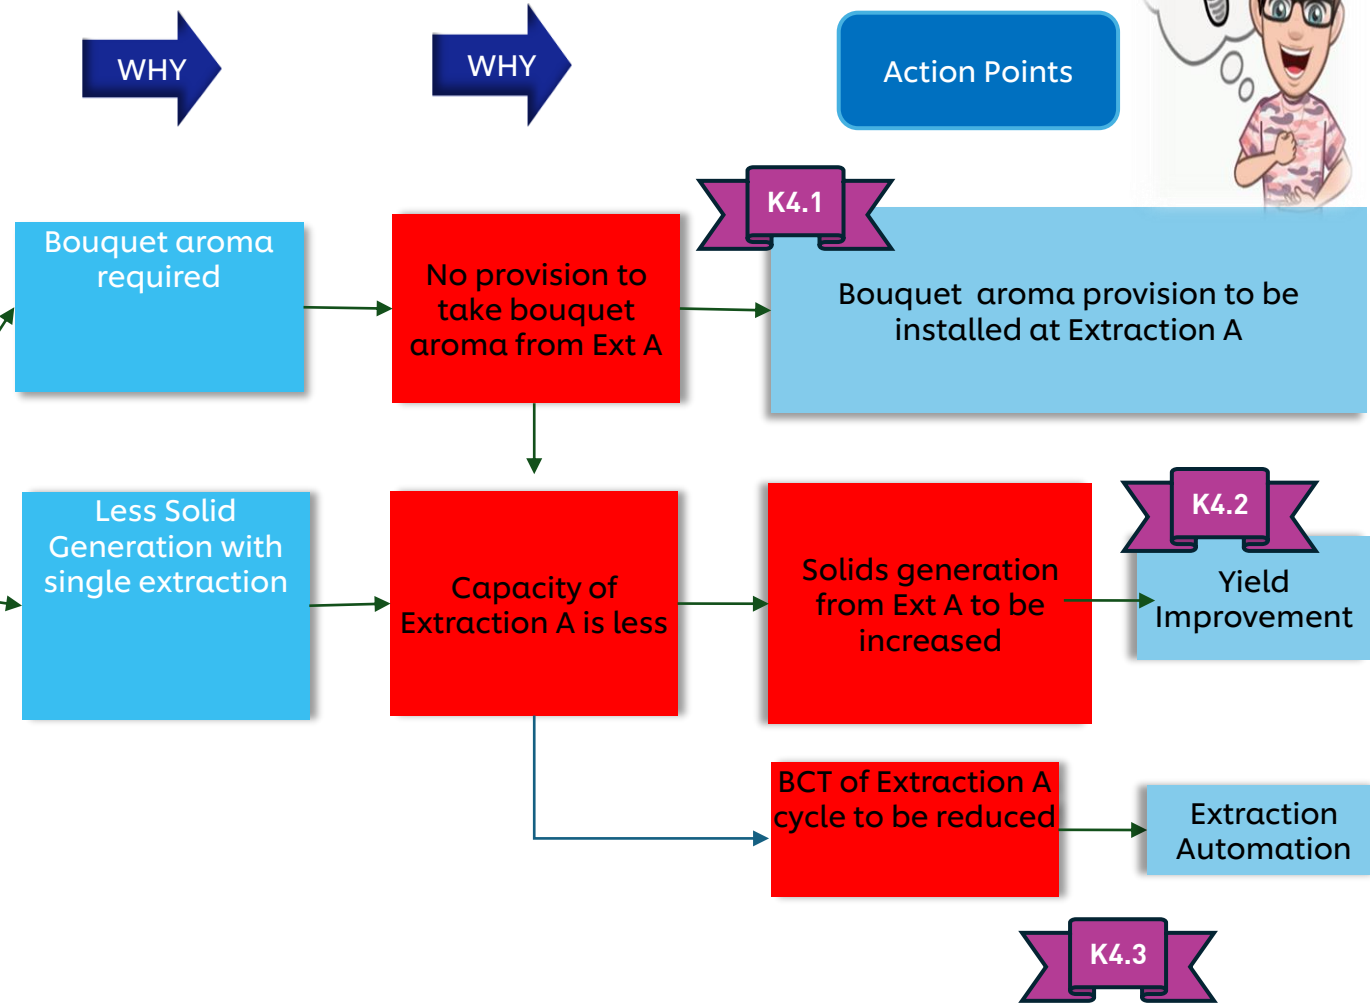 WHY
WHY
Action Points
K4.1
Bouquet aroma
required
No provision to
take bouquet
aroma from Ext A
Bouquet aroma provision to be
installed at Extraction A
Less Solid
Generation with
single extraction
Capacity of
Extraction A is less
Solids generation
from Ext A to be
increased
K4.2
Yield
Improvement
BCT of Extraction A
cycle to be reduced
Extraction
Automation
K4.3